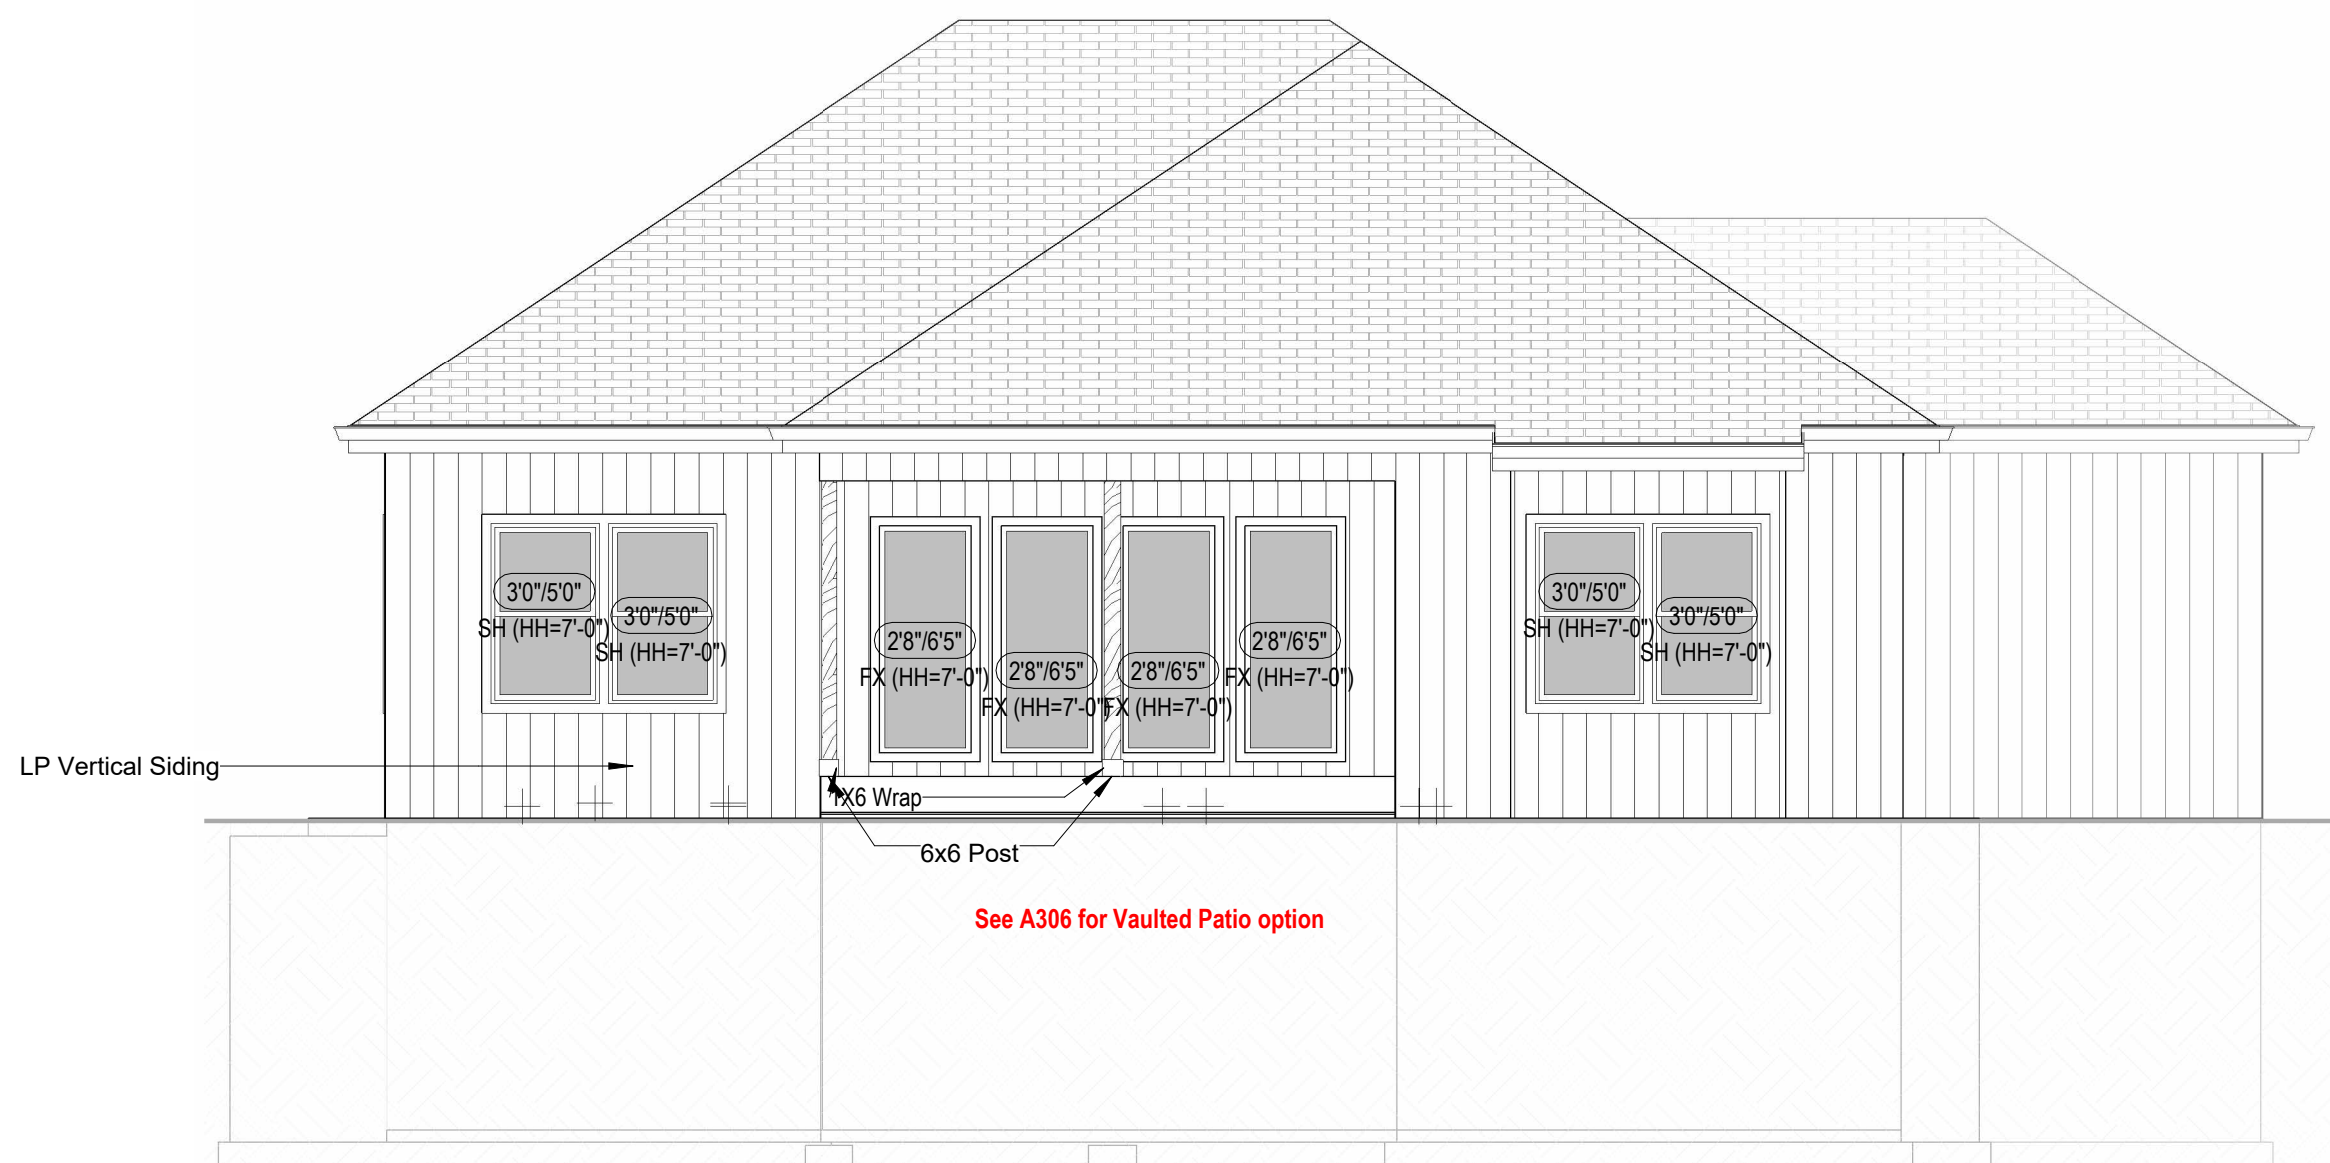 3'0"/5'0"
SH (HH=7'-0")
3'0"/5'0"
SH (HH=7'-0")
2'8"/6'5"
FX (HH=7'-0")
2'8"/6'5"
FX (HH=7'-0")
2'8"/6'5"
FX (HH=7'-0")
2'8"/6'5"
FX (HH=7'-0")
3'0"/5'0"
SH (HH=7'-0")
3'0"/5'0"
SH (HH=7'-0")
LP Vertical Siding
1X6 Wrap
6x6 Post
See A306 for Vaulted Patio option